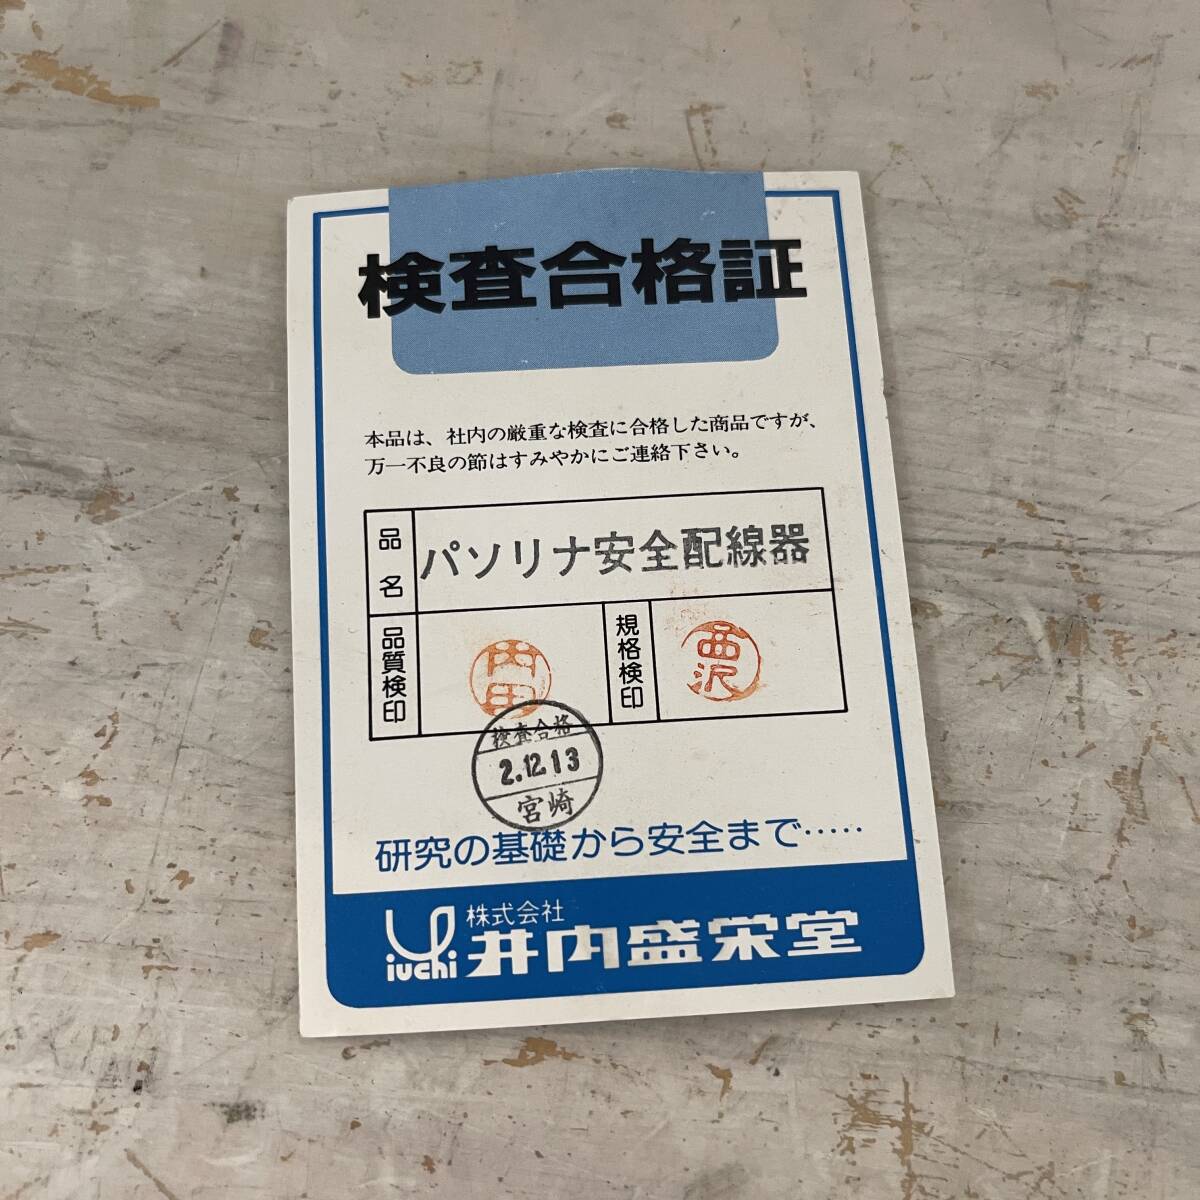 検査合格証
本品は、社内の厳重な検査に合格した商品ですが、
万一不良の節はすみやかにご連絡下さい。
品名
パソリナ安全配線器
品質検印
内田
規格検印
西沢
検査合格
2.12.13
宮崎
研究の基礎から安全まで……
iuchi
株式会社
井内盛栄堂